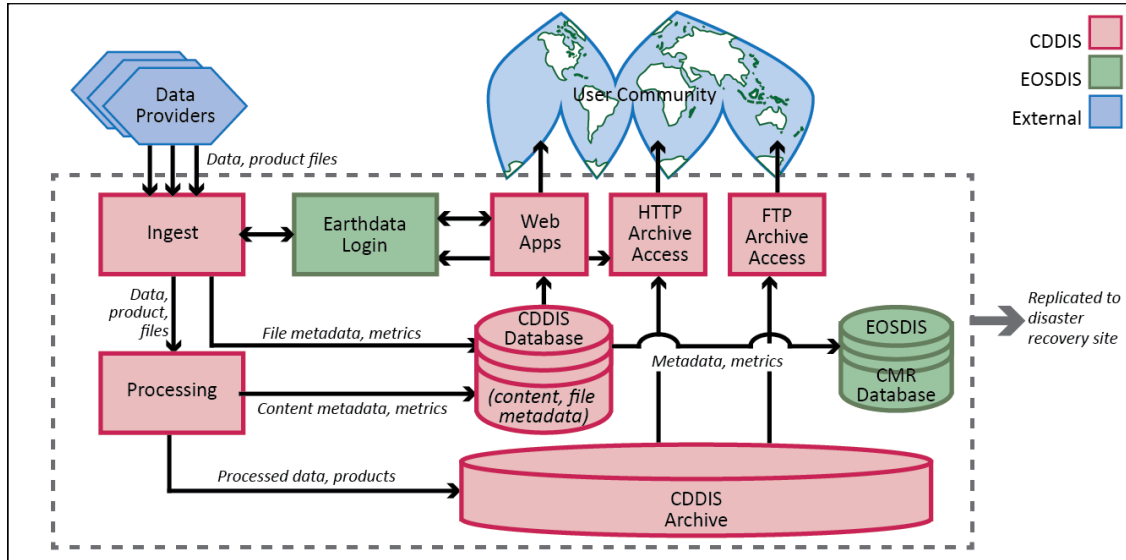 CDDIS
EOSDIS
External
Data
Providers
User Community
Data, product files
Ingest
Earthdata
Login
Web
Apps
HTTP
Archive
Access
FTP
Archive
Access
Data,
product,
files
File metadata, metrics
CDDIS
Database
(content, file
metadata)
Metadata, metrics
EOSDIS
CMR
Database
Replicated to
disaster
recovery site
Processing
Content metadata, metrics
Processed data, products
CDDIS
Archive